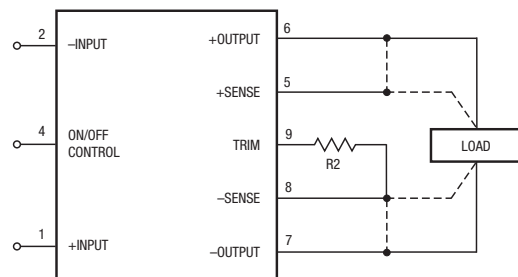 2
–INPUT
4
ON/OFF
CONTROL
1
+INPUT
+OUTPUT
6
+SENSE
5
TRIM
9
R2
–SENSE
8
–OUTPUT
7
LOAD